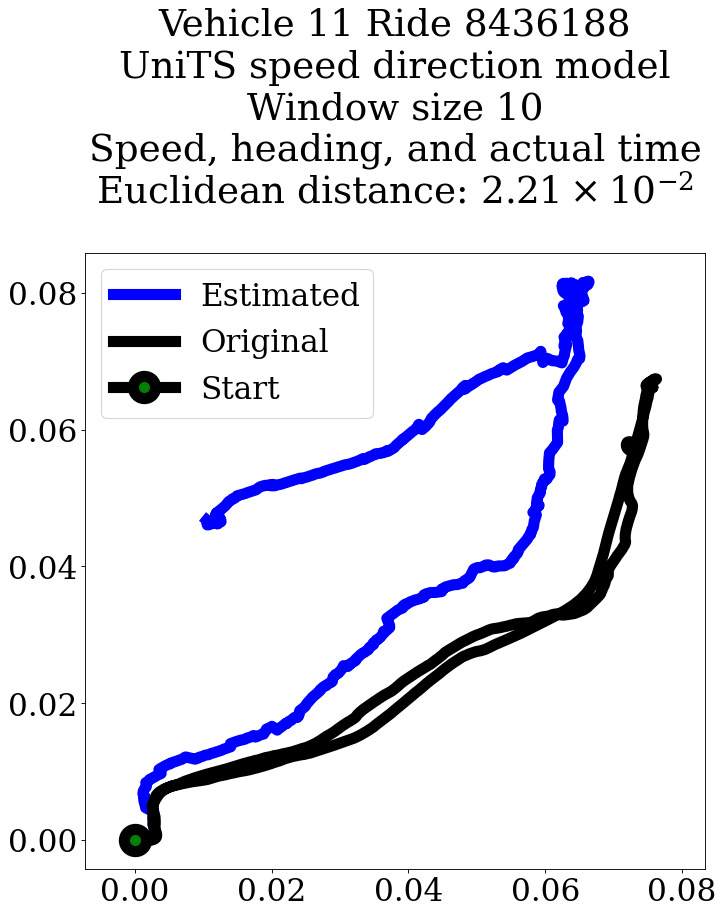 Vehicle 11 Ride 8436188
UniTS speed direction model
Window size 10
Speed, heading, and actual time
Euclidean distance: 2.21 × 10⁻²
Estimated
Original
Start
0.08
0.06
0.04
0.02
0.00
0.00 0.02 0.04 0.06 0.08